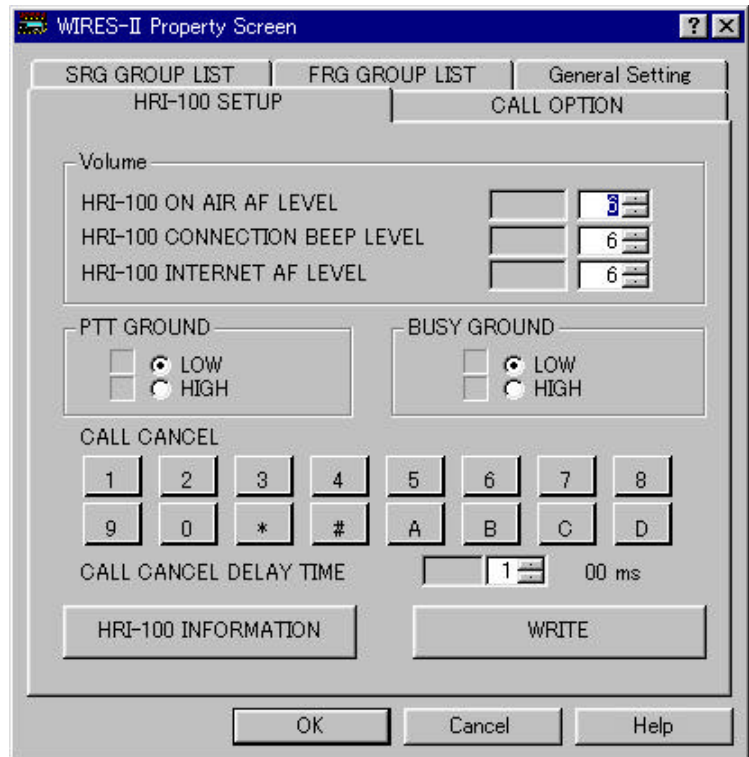 WIRES-II Property Screen
SRG GROUP LIST FRG GROUP LIST General Setting
HRI-100 SETUP CALL OPTION
Volume
HRI-100 ON AIR AF LEVEL 6
HRI-100 CONNECTION BEEP LEVEL 6
HRI-100 INTERNET AF LEVEL 6
PTT GROUND BUSY GROUND
LOW LOW
HIGH HIGH
CALL CANCEL
1 2 3 4 5 6 7 8
9 0 * # A B C D
CALL CANCEL DELAY TIME 1 00 ms
HRI-100 INFORMATION WRITE
OK Cancel Help